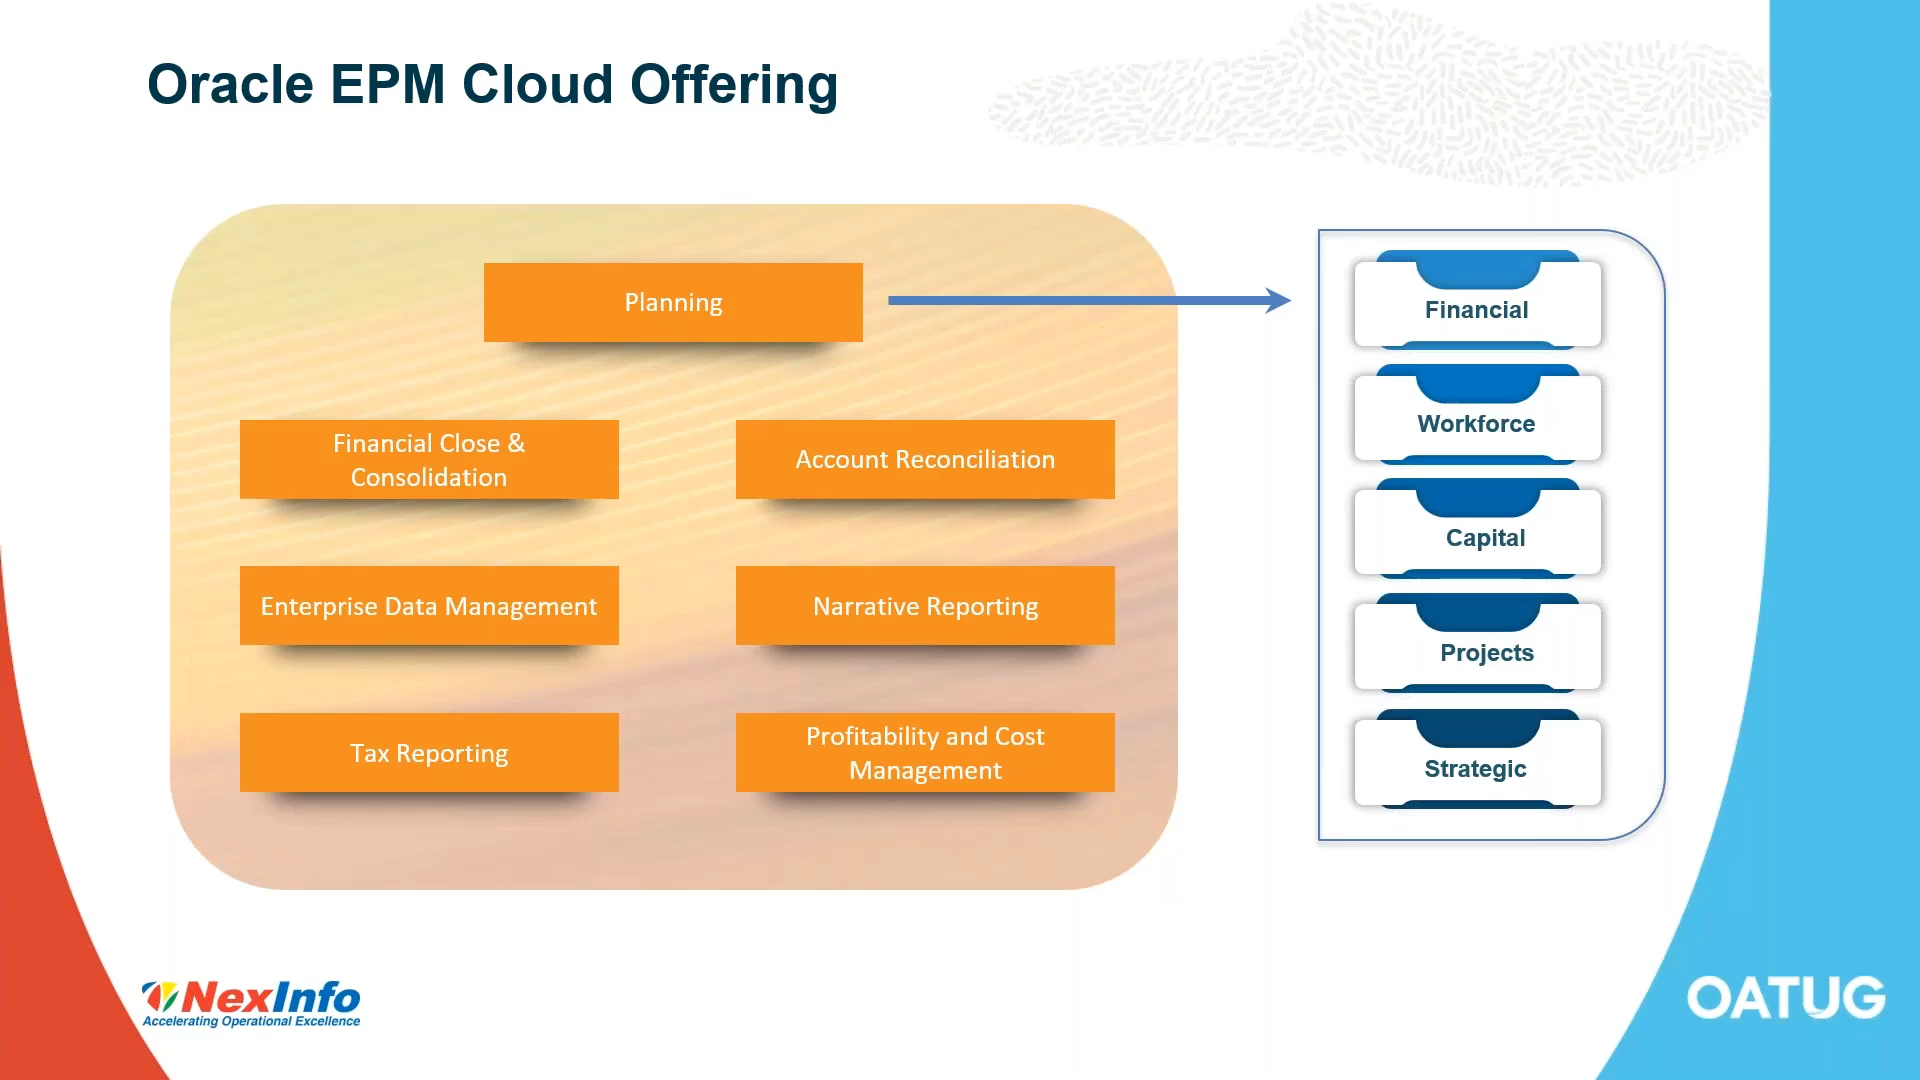 Oracle EPM Cloud Offering
Planning
Financial Close &
Consolidation
Account Reconciliation
Enterprise Data Management
Narrative Reporting
Tax Reporting
Profitability and Cost
Management
Financial
Workforce
Capital
Projects
Strategic
NexInfo
Accelerating Operational Excellence
OATUG